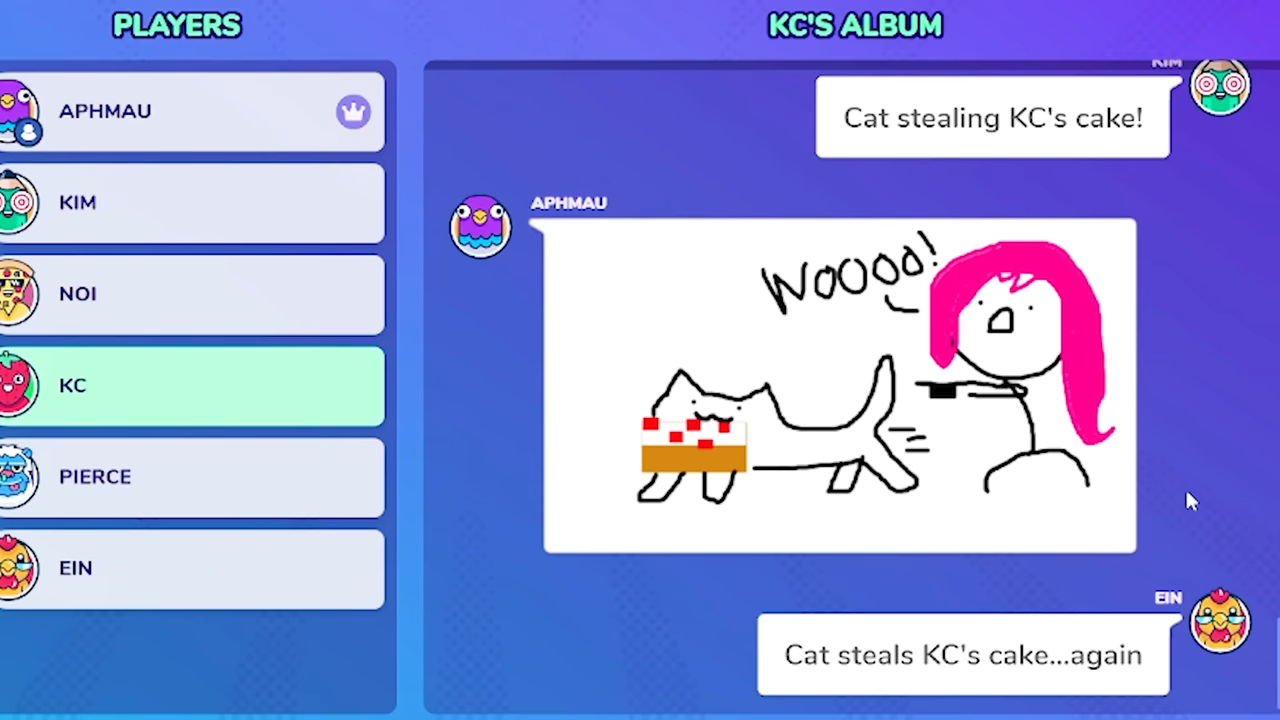 PLAYERS
KC'S ALBUM
APHMAU
KIM
NOI
KC
PIERCE
EIN
KIM
Cat stealing KC's cake!
APHMAU
WOOOO!
EIN
Cat steals KC's cake...again